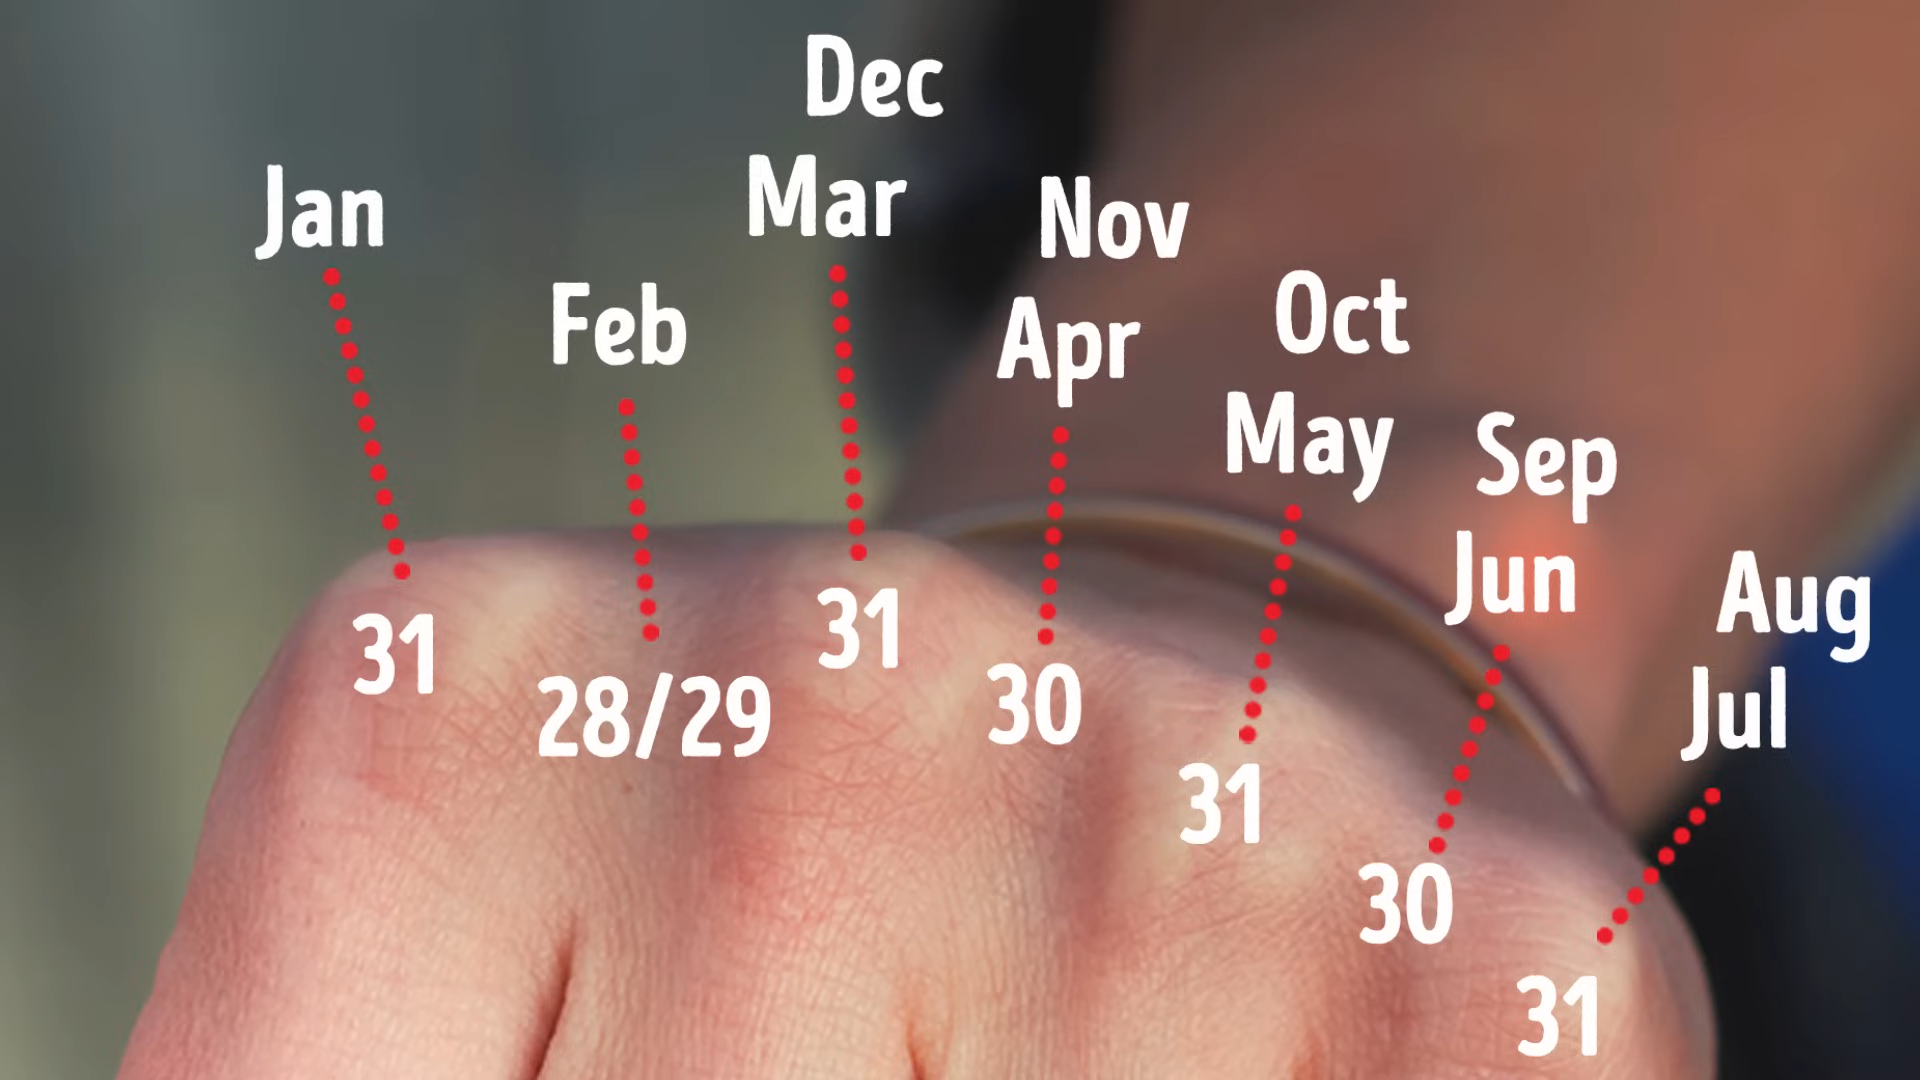 Jan
31
Feb
28/29
Dec
Mar
31
Nov
Apr
30
Oct
May
31
Sep
Jun
30
Aug
Jul
31